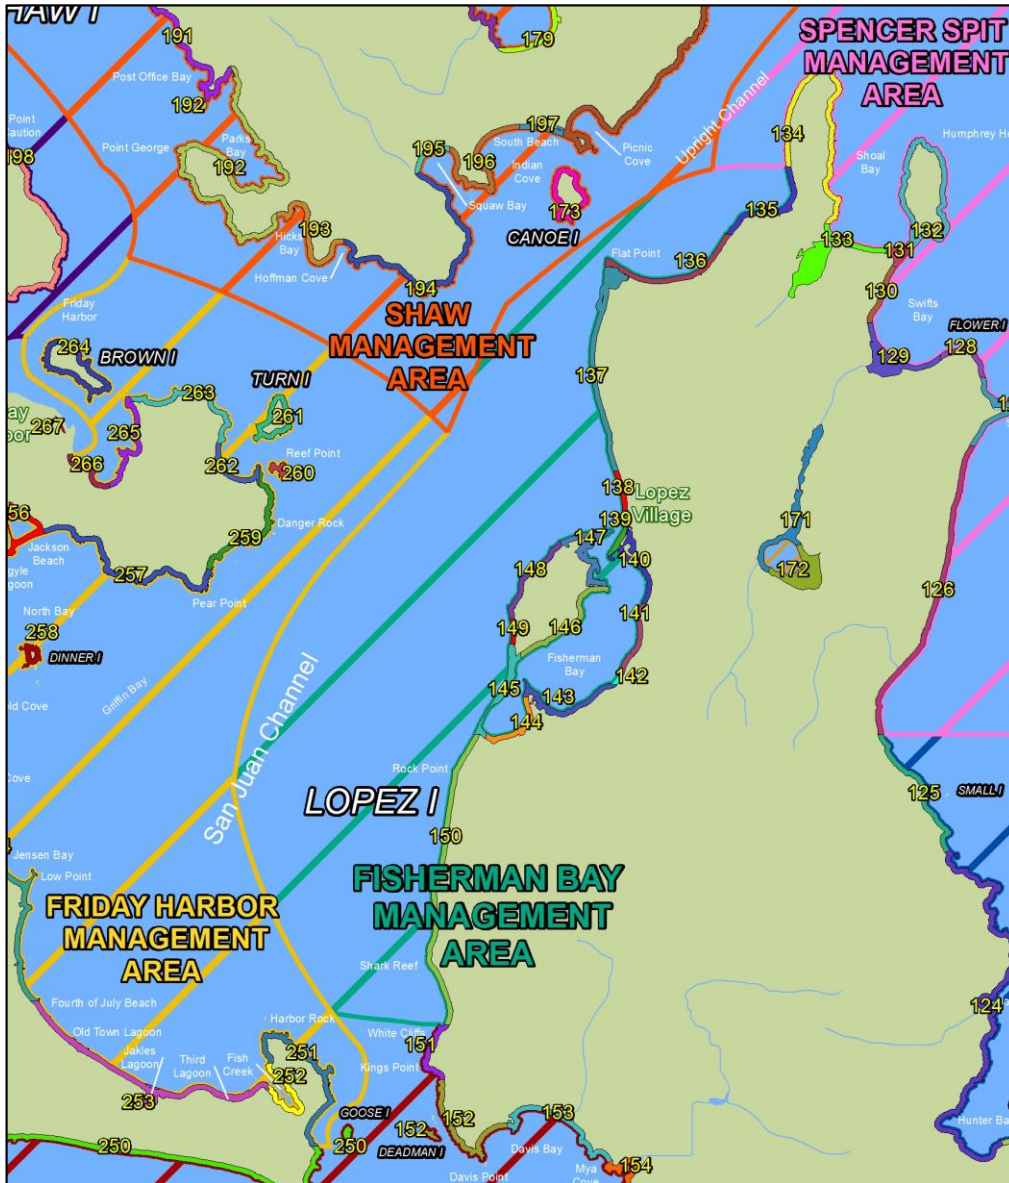 HAW I
191
179
SPENCER SPIT
MANAGEMENT
AREA
Post Office Bay
192
Point
Caution
198
Point George
Parks
Bay
192
195
197
South Beach
196
Indian
Cove
Picnic
Cove
Upright Channel
134
Humphrey He
Shoal
Bay
Squaw Bay
173
CANOE I
135
132
193
Hicks
Bay
Hoffman Cove
194
Flat Point
136
133
131
130
Swifts
Bay
Friday
Harbor
SHAW
MANAGEMENT
AREA
FLOWER I
264
BROWN I
129
128
TURN I
137
263
261
267
265
266
262
Reef Point
260
138
Lopez
Village
56
Danger Rock
139
147
140
171
259
Jackson
Beach
257
148
172
Pear Point
141
126
North Bay
149
146
258
DINNER I
Fisherman
Bay
142
145
143
Griffin Bay
144
San Juan Channel
Rock Point
LOPEZ I
125
SMALL I
150
Jensen Bay
Low Point
FISHERMAN BAY
MANAGEMENT
AREA
FRIDAY HARBOR
MANAGEMENT
AREA
Shark Reef
Fourth of July Beach
124
Harbor Rock
Old Town Lagoon
White Cliffs
151
251
Jakles
Lagoon
Third
Lagoon
Fish
Creek
Kings Point
252
253
GOOSE I
152
153
250
250
152
DEADMAN I
Davis Bay
Hunter Ba
Davis Point
Mya
Cove
154